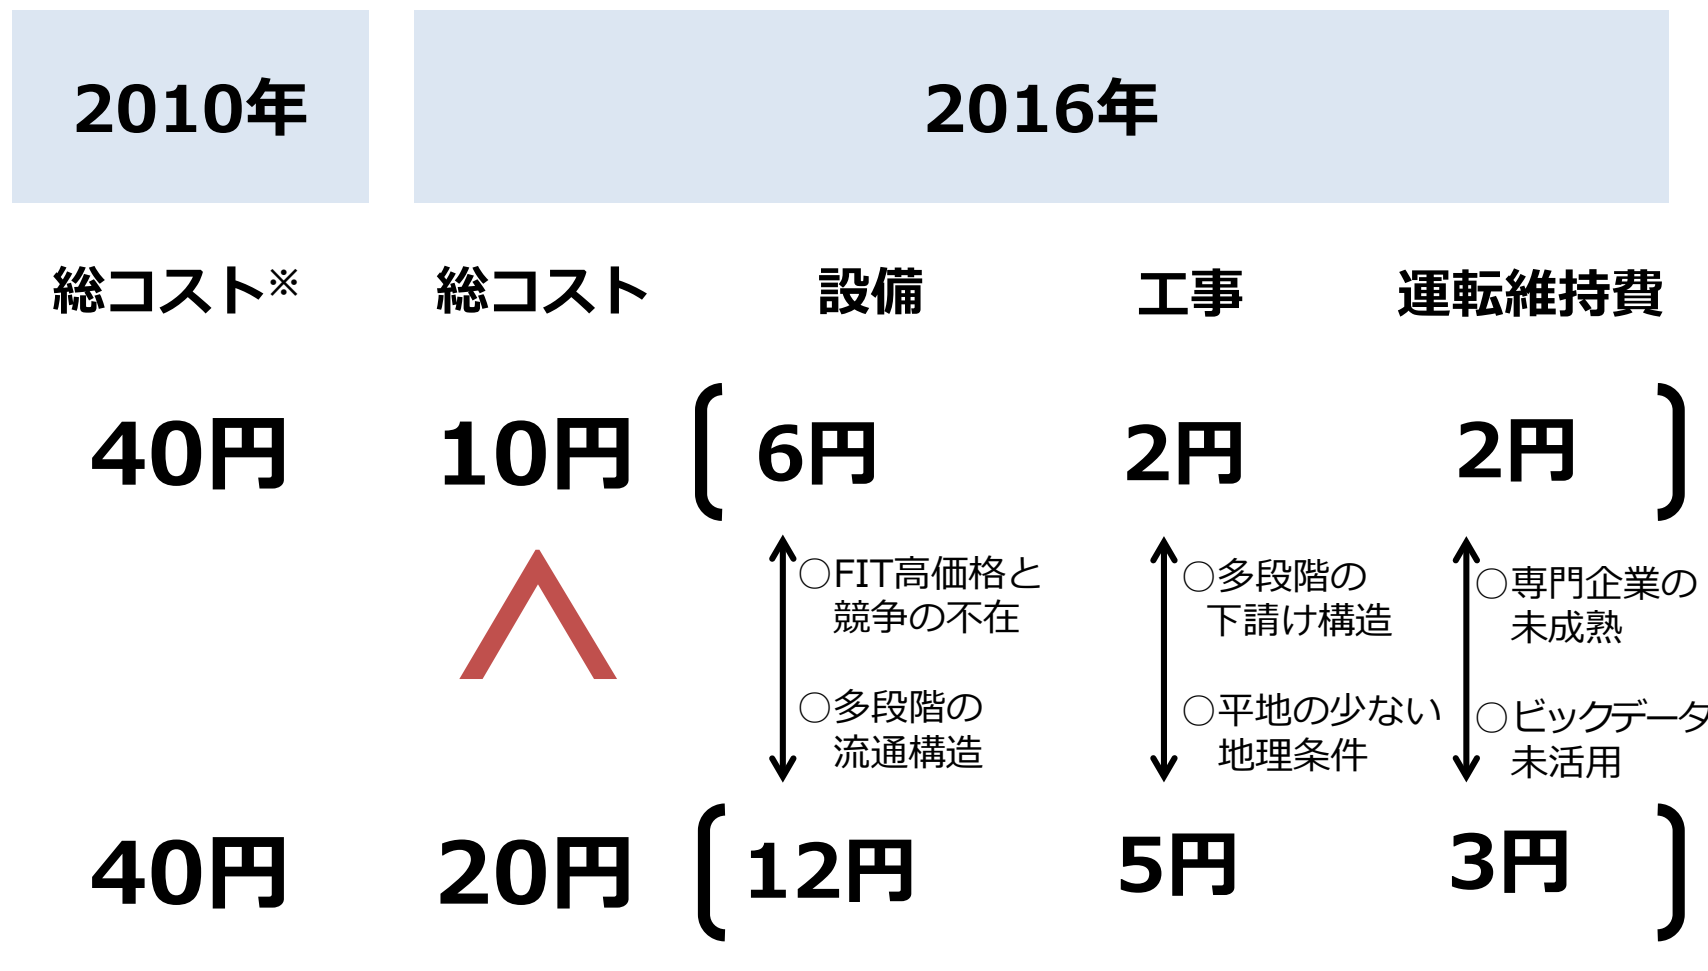 2010年
2016年
総コスト※
総コスト
設備
工事
運転維持費
40円
10円
6円
2円
2円
○FIT高価格と
競争の不在
○多段階の
流通構造
○多段階の
下請け構造
○平地の少ない
地理条件
○専門企業の
未成熟
○ビックデータ
未活用
40円
20円
12円
5円
3円